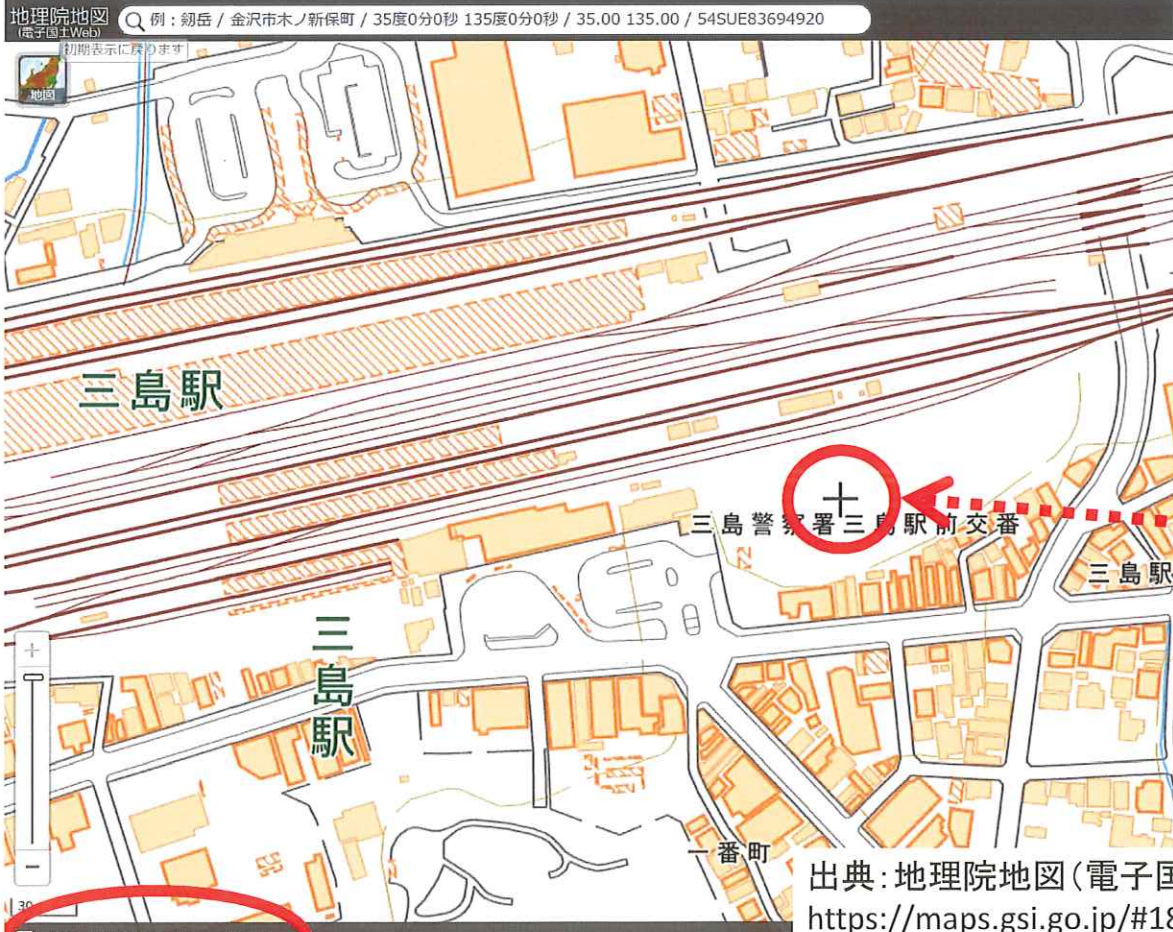 地理院地図
(電子国土Web)
例：剱岳 / 金沢市木ノ新保町 / 35度0分0秒 135度0分0秒 / 35.00 135.00 / 54SUE83694920
初期表示に戻ります
地図
三島駅
三島警察署三島駅前交番
三島駅
三島駅
+
−
一番町
30
出典：地理院地図（電子国
https://maps.gsi.go.jp/#18